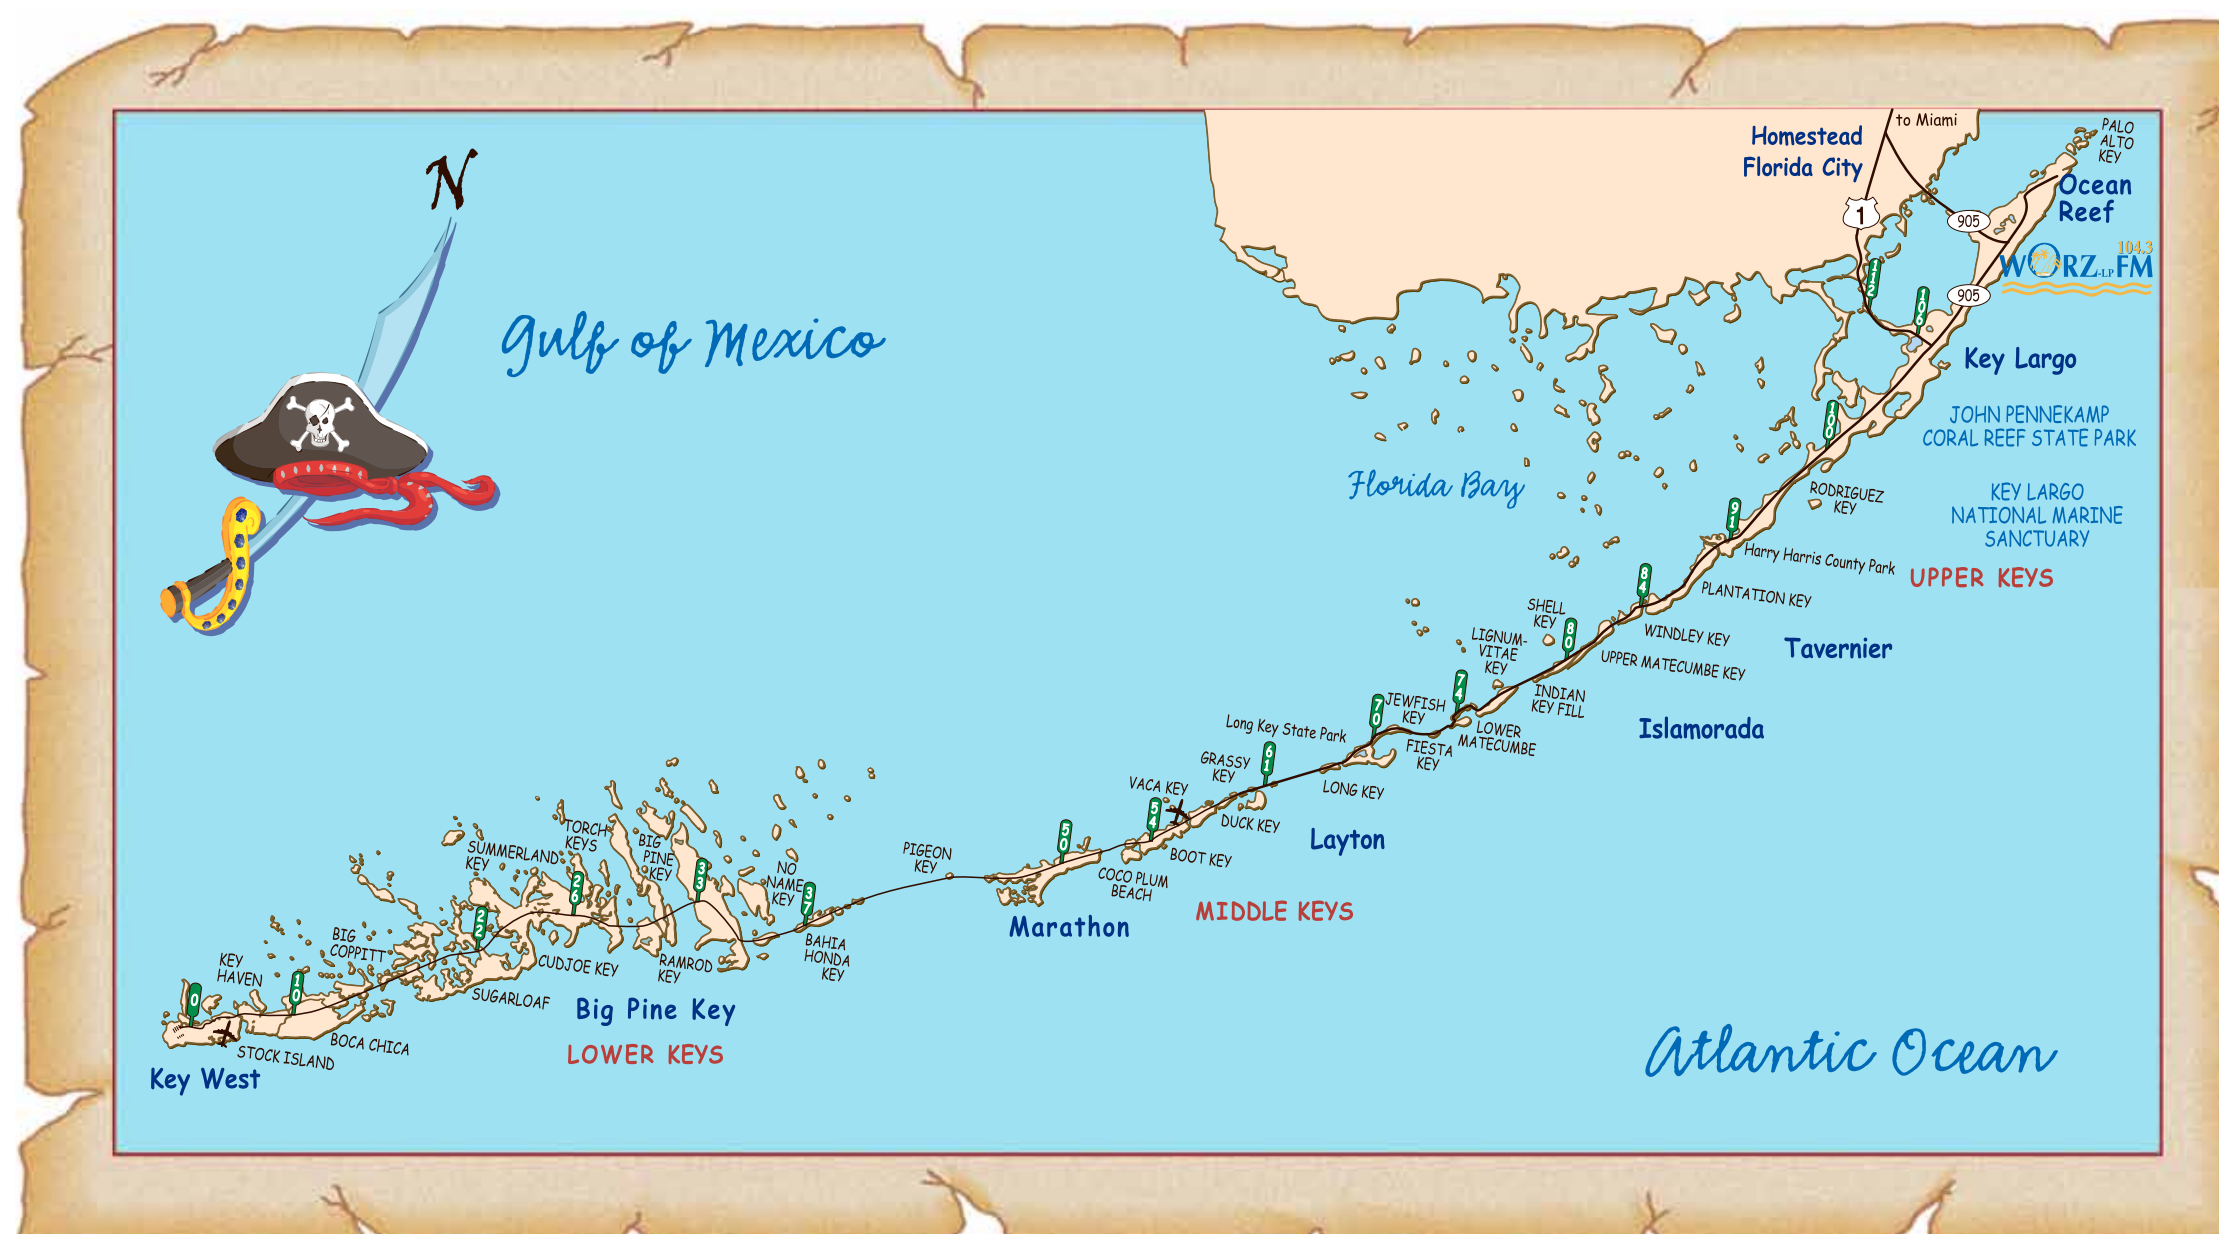 N
Gulf of Mexico
Homestead
Florida City
to Miami
1
905
905
PALO
ALTO
KEY
Ocean
Reef
104.3
WORZ-LP FM
112
106
Key Largo
JOHN PENNEKAMP
CORAL REEF STATE PARK
KEY LARGO
NATIONAL MARINE
SANCTUARY
UPPER KEYS
100
RODRIGUEZ
KEY
Florida Bay
91
Harry Harris County Park
PLANTATION KEY
84
WINDLEY KEY
Tavernier
SHELL
KEY
80
UPPER MATECUMBE KEY
LIGNUM-
VITAE
KEY
INDIAN
KEY FILL
Islamorada
74
LOWER
MATECUMBE
JEWFISH
KEY
FIESTA
KEY
70
Long Key State Park
LONG KEY
Layton
61
GRASSY
KEY
DUCK KEY
VACA KEY
54
BOOT KEY
COCO PLUM
BEACH
MIDDLE KEYS
50
Marathon
PIGEON
KEY
37
BAHIA
HONDA
KEY
NO
NAME
KEY
33
BIG
PINE
KEY
RAMROD
KEY
TORCH
KEYS
26
SUMMERLAND
KEY
CUDJOE KEY
Big Pine Key
LOWER KEYS
22
SUGARLOAF
BIG
COPPITT
10
BOCA CHICA
KEY
HAVEN
0
STOCK ISLAND
Key West
Atlantic Ocean